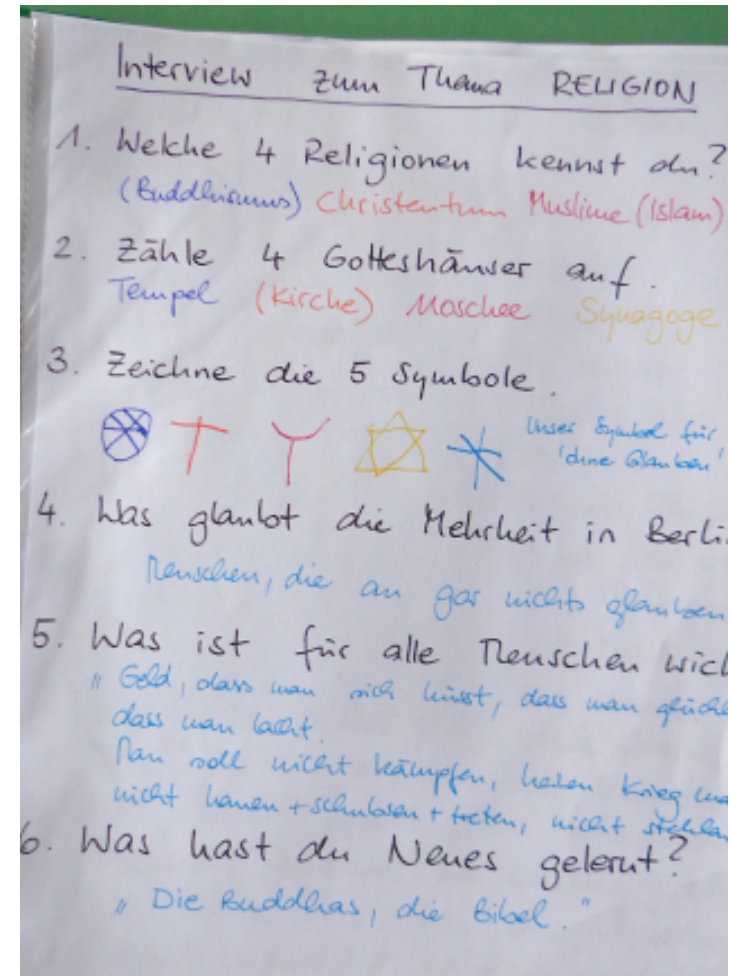 Interview zum Thema RELIGION
1. Welche 4 Religionen kennst du?
(Buddhismus) Christentum Muslime (Islam)
2. Zähle 4 Gotteshäuser auf.
Tempel (Kirche) Moschee Synagoge
3. Zeichne die 5 Symbole.
Unser Symbol für
'ohne Glauben'
4. Was glaubt die Mehrheit in Berli
Menschen, die an gar nichts glauben
5. Was ist für alle Menschen wich
"Geld, dass man sich küsst, dass man glückl
dass man lacht.
Man soll nicht kämpfen, keinen Krieg ma
nicht hauen + schubsen + treten, nicht stehlen
6. Was hast du Neues gelernt?
"Die Buddhas, die Bibel."